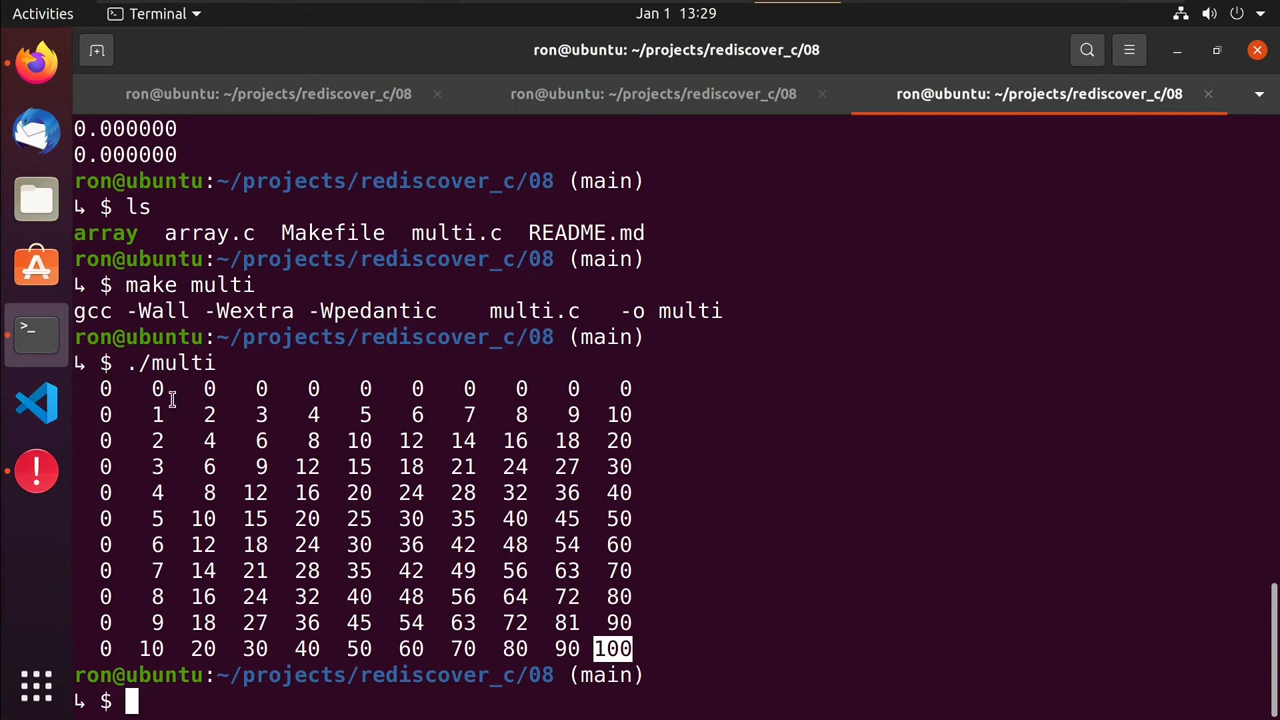 Activities Terminal Jan 1 13:29
ron@ubuntu: ~/projects/rediscover_c/08
ron@ubuntu: ~/projects/rediscover_c/08 × ron@ubuntu: ~/projects/rediscover_c/08 × ron@ubuntu: ~/projects/rediscover_c/08 ×
0.000000
0.000000
ron@ubuntu:~/projects/rediscover_c/08 (main)
↳ $ ls
array array.c Makefile multi.c README.md
ron@ubuntu:~/projects/rediscover_c/08 (main)
↳ $ make multi
gcc -Wall -Wextra -Wpedantic multi.c -o multi
ron@ubuntu:~/projects/rediscover_c/08 (main)
↳ $ ./multi
0 0 0 0 0 0 0 0 0 0 0
0 1 2 3 4 5 6 7 8 9 10
0 2 4 6 8 10 12 14 16 18 20
0 3 6 9 12 15 18 21 24 27 30
0 4 8 12 16 20 24 28 32 36 40
0 5 10 15 20 25 30 35 40 45 50
0 6 12 18 24 30 36 42 48 54 60
0 7 14 21 28 35 42 49 56 63 70
0 8 16 24 32 40 48 56 64 72 80
0 9 18 27 36 45 54 63 72 81 90
0 10 20 30 40 50 60 70 80 90 100
ron@ubuntu:~/projects/rediscover_c/08 (main)
↳ $